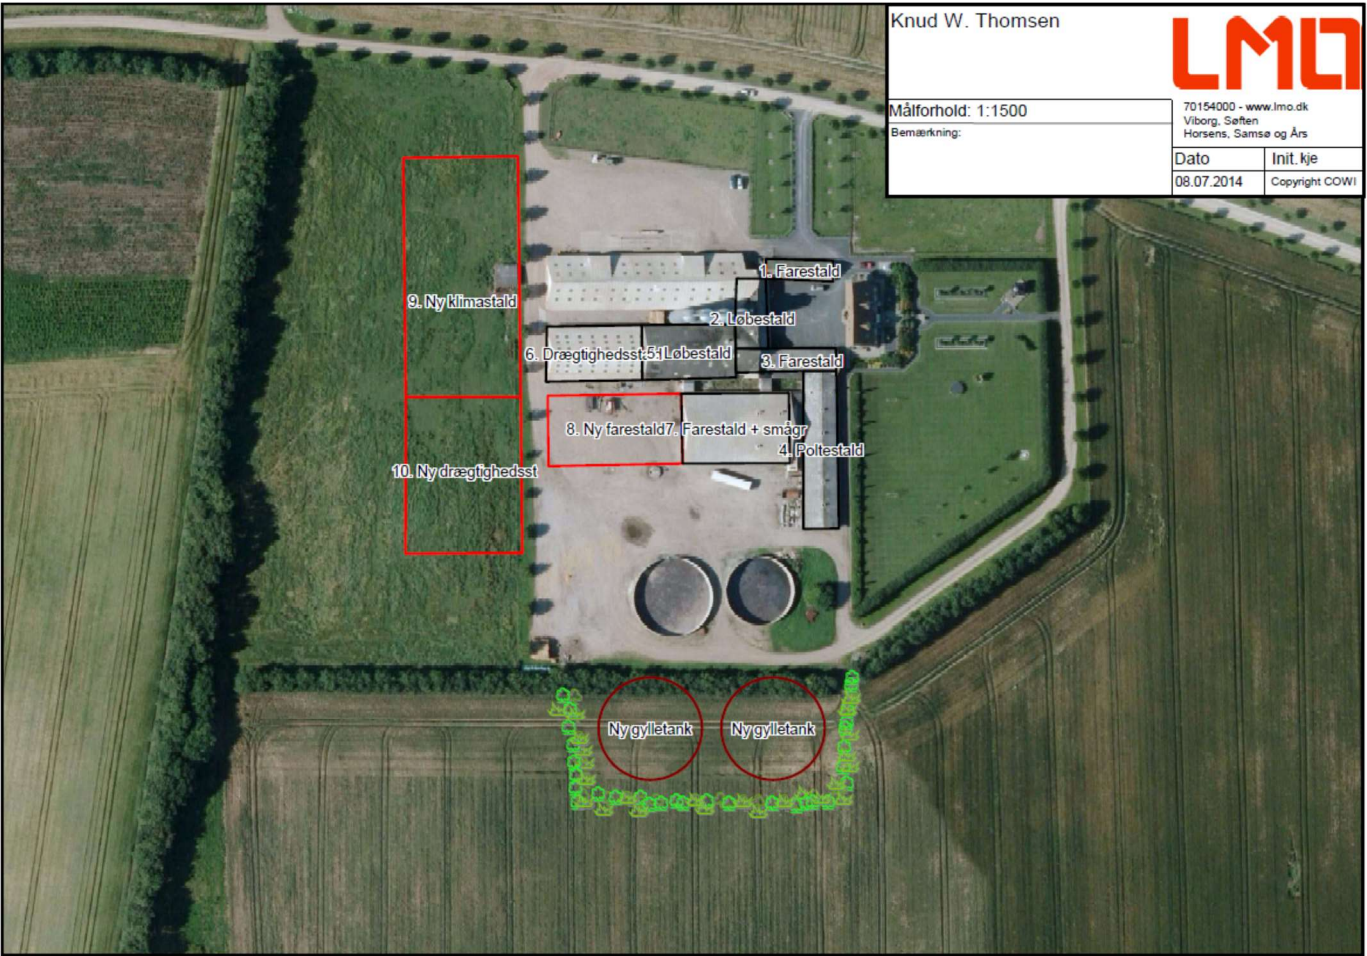 Knud W. Thomsen
LMO
Målforhold: 1:1500
Bemærkning:
70154000 - www.lmo.dk
Viborg, Søften
Horsens, Samsø og Års
Dato
Init. kje
08.07.2014
Copyright COWI
1. Farestald
9. Ny klimastald
2. Løbestald
6. Drægtighedsst
5. Løbestald
3. Farestald
8. Ny farestald
7. Farestald + smågr
4. Poltestald
10. Ny drægtighedsst
Ny gylletank
Ny gylletank